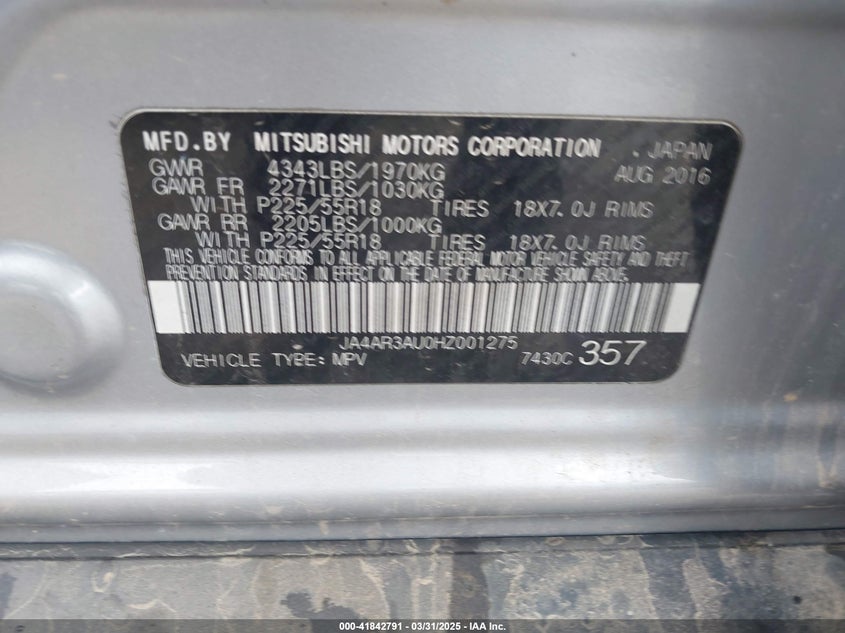 MFD.BY MITSUBISHI MOTORS CORPORATION . JAPAN
GVWR 4343LBS/1970KG AUG 2016
GAWR FR 2271LBS/1030KG
WITH P225/55R18 TIRES 18X7.0J RIMS
GAWR RR 2205LBS/1000KG
WITH P225/55R18 TIRES 18X7.0J RIMS
THIS VEHICLE CONFORMS TO ALL APPLICABLE FEDERAL MOTOR VEHICLE SAFETY AND THEFT
PREVENTION STANDARDS IN EFFECT ON THE DATE OF MANUFACTURE SHOWN ABOVE.
JA4AR3AU0HZ001275
VEHICLE TYPE: MPV 7430C 357
000-41842791 - 03/31/2025 - IAA Inc.